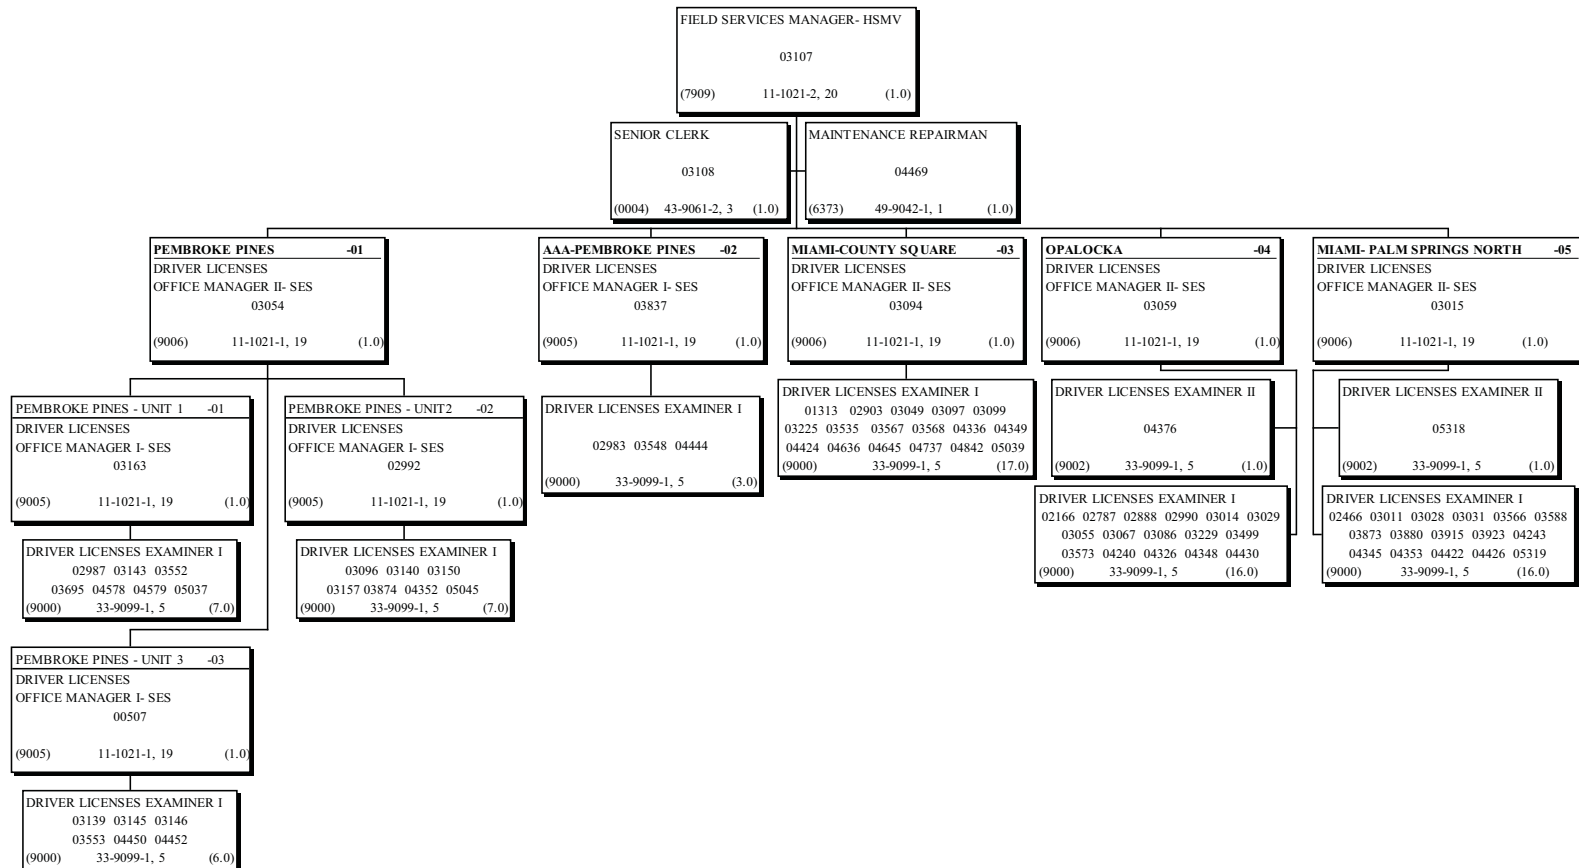 FIELD SERVICES MANAGER- HSMV
03107
(7909) 11-1021-2, 20 (1.0)
SENIOR CLERK
03108
(0004) 43-9061-2, 3 (1.0)
MAINTENANCE REPAIRMAN
04469
(6373) 49-9042-1, 1 (1.0)
PEMBROKE PINES -01
DRIVER LICENSES
OFFICE MANAGER II- SES
03054
(9006) 11-1021-1, 19 (1.0)
AAA-PEMBROKE PINES -02
DRIVER LICENSES
OFFICE MANAGER I- SES
03837
(9005) 11-1021-1, 19 (1.0)
MIAMI-COUNTY SQUARE -03
DRIVER LICENSES
OFFICE MANAGER II- SES
03094
(9006) 11-1021-1, 19 (1.0)
OPALOCKA -04
DRIVER LICENSES
OFFICE MANAGER II- SES
03059
(9006) 11-1021-1, 19 (1.0)
MIAMI- PALM SPRINGS NORTH -05
DRIVER LICENSES
OFFICE MANAGER II- SES
03015
(9006) 11-1021-1, 19 (1.0)
PEMBROKE PINES - UNIT 1 -01
DRIVER LICENSES
OFFICE MANAGER I- SES
03163
(9005) 11-1021-1, 19 (1.0)
PEMBROKE PINES - UNIT2 -02
DRIVER LICENSES
OFFICE MANAGER I- SES
02992
(9005) 11-1021-1, 19 (1.0)
DRIVER LICENSES EXAMINER I
02983 03548 04444
(9000) 33-9099-1, 5 (3.0)
DRIVER LICENSES EXAMINER I
01313 02903 03049 03097 03099
03225 03535 03567 03568 04336 04349
04424 04636 04645 04737 04842 05039
(9000) 33-9099-1, 5 (17.0)
DRIVER LICENSES EXAMINER II
04376
(9002) 33-9099-1, 5 (1.0)
DRIVER LICENSES EXAMINER II
05318
(9002) 33-9099-1, 5 (1.0)
DRIVER LICENSES EXAMINER I
02166 02787 02888 02990 03014 03029
03055 03067 03086 03229 03499
03573 04240 04326 04348 04430
(9000) 33-9099-1, 5 (16.0)
DRIVER LICENSES EXAMINER I
02466 03011 03028 03031 03566 03588
03873 03880 03915 03923 04243
04345 04353 04422 04426 05319
(9000) 33-9099-1, 5 (16.0)
DRIVER LICENSES EXAMINER I
02987 03143 03552
03695 04578 04579 05037
(9000) 33-9099-1, 5 (7.0)
DRIVER LICENSES EXAMINER I
03096 03140 03150
03157 03874 04352 05045
(9000) 33-9099-1, 5 (7.0)
PEMBROKE PINES - UNIT 3 -03
DRIVER LICENSES
OFFICE MANAGER I- SES
00507
(9005) 11-1021-1, 19 (1.0)
DRIVER LICENSES EXAMINER I
03139 03145 03146
03553 04450 04452
(9000) 33-9099-1, 5 (6.0)